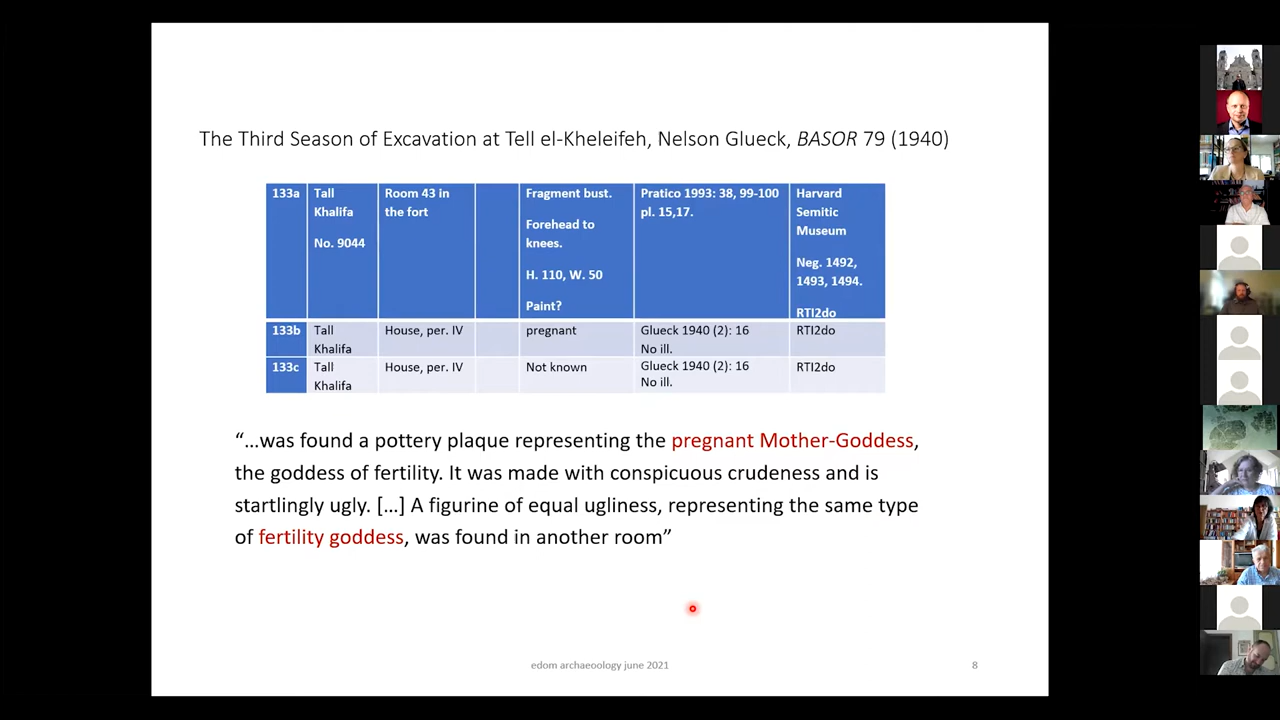 The Third Season of Excavation at Tell el-Kheleifeh, Nelson Glueck, BASOR 79 (1940)
133a
Tall
Khalifa
No. 9044
Room 43 in
the fort
Fragment bust.
Forehead to
knees.
H. 110, W. 50
Paint?
Pratico 1993: 38, 99-100
pl. 15,17.
Harvard
Semitic
Museum
Neg. 1492,
1493, 1494.
RTI2do
133b
Tall
Khalifa
House, per. IV
pregnant
Glueck 1940 (2): 16
No ill.
RTI2do
133c
Tall
Khalifa
House, per. IV
Not known
Glueck 1940 (2): 16
No ill.
RTI2do
“…was found a pottery plaque representing the pregnant Mother-Goddess,
the goddess of fertility. It was made with conspicuous crudeness and is
startlingly ugly. […] A figurine of equal ugliness, representing the same type
of fertility goddess, was found in another room”
edom archaeoology june 2021
8